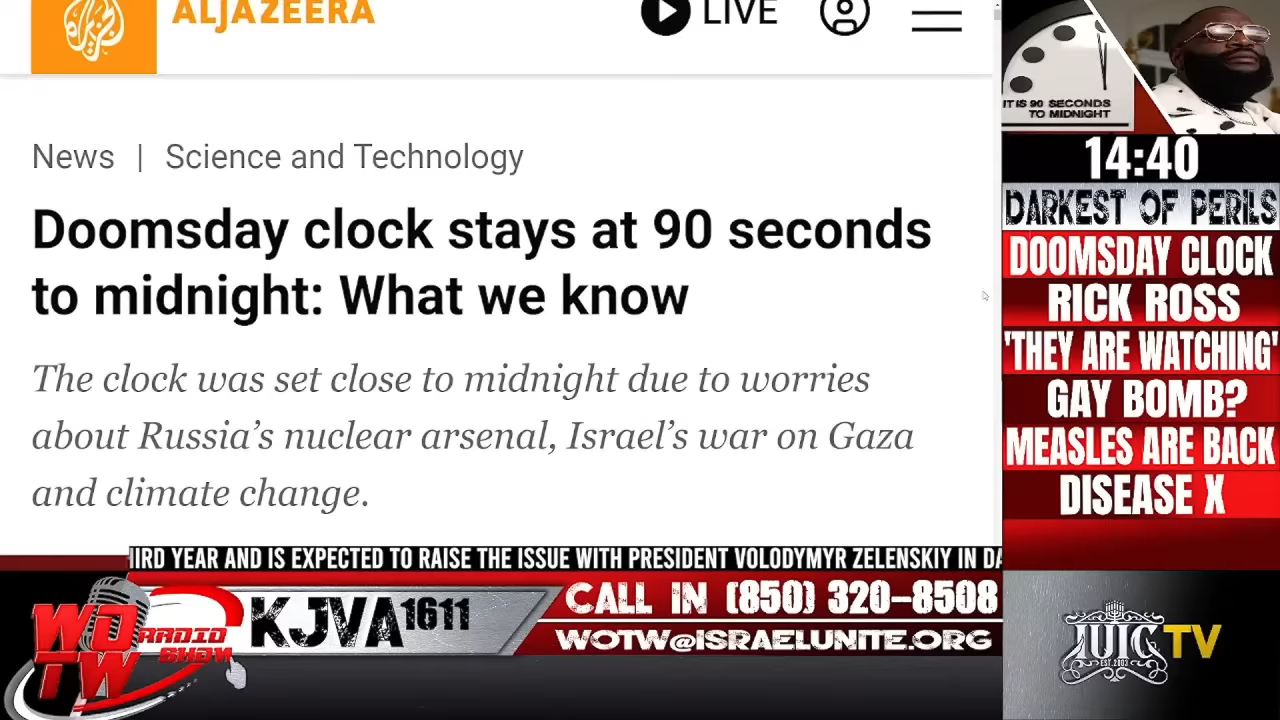 ALJAZEERA
LIVE
News | Science and Technology
Doomsday clock stays at 90 seconds
to midnight: What we know
The clock was set close to midnight due to worries
about Russia's nuclear arsenal, Israel's war on Gaza
and climate change.
IT IS 90 SECONDS
TO MIDNIGHT
14:40
DARKEST OF PERILS
DOOMSDAY CLOCK
RICK ROSS
'THEY ARE WATCHING'
GAY BOMB?
MEASLES ARE BACK
DISEASE X
IRD YEAR AND IS EXPECTED TO RAISE THE ISSUE WITH PRESIDENT VOLODYMYR ZELENSKIY IN DA
WOTW
RADIO
SHOW
KJVA1611
CALL IN (850) 320-8508
WOTW@ISRAELUNITE.ORG
IUIC TV
EST. 2003